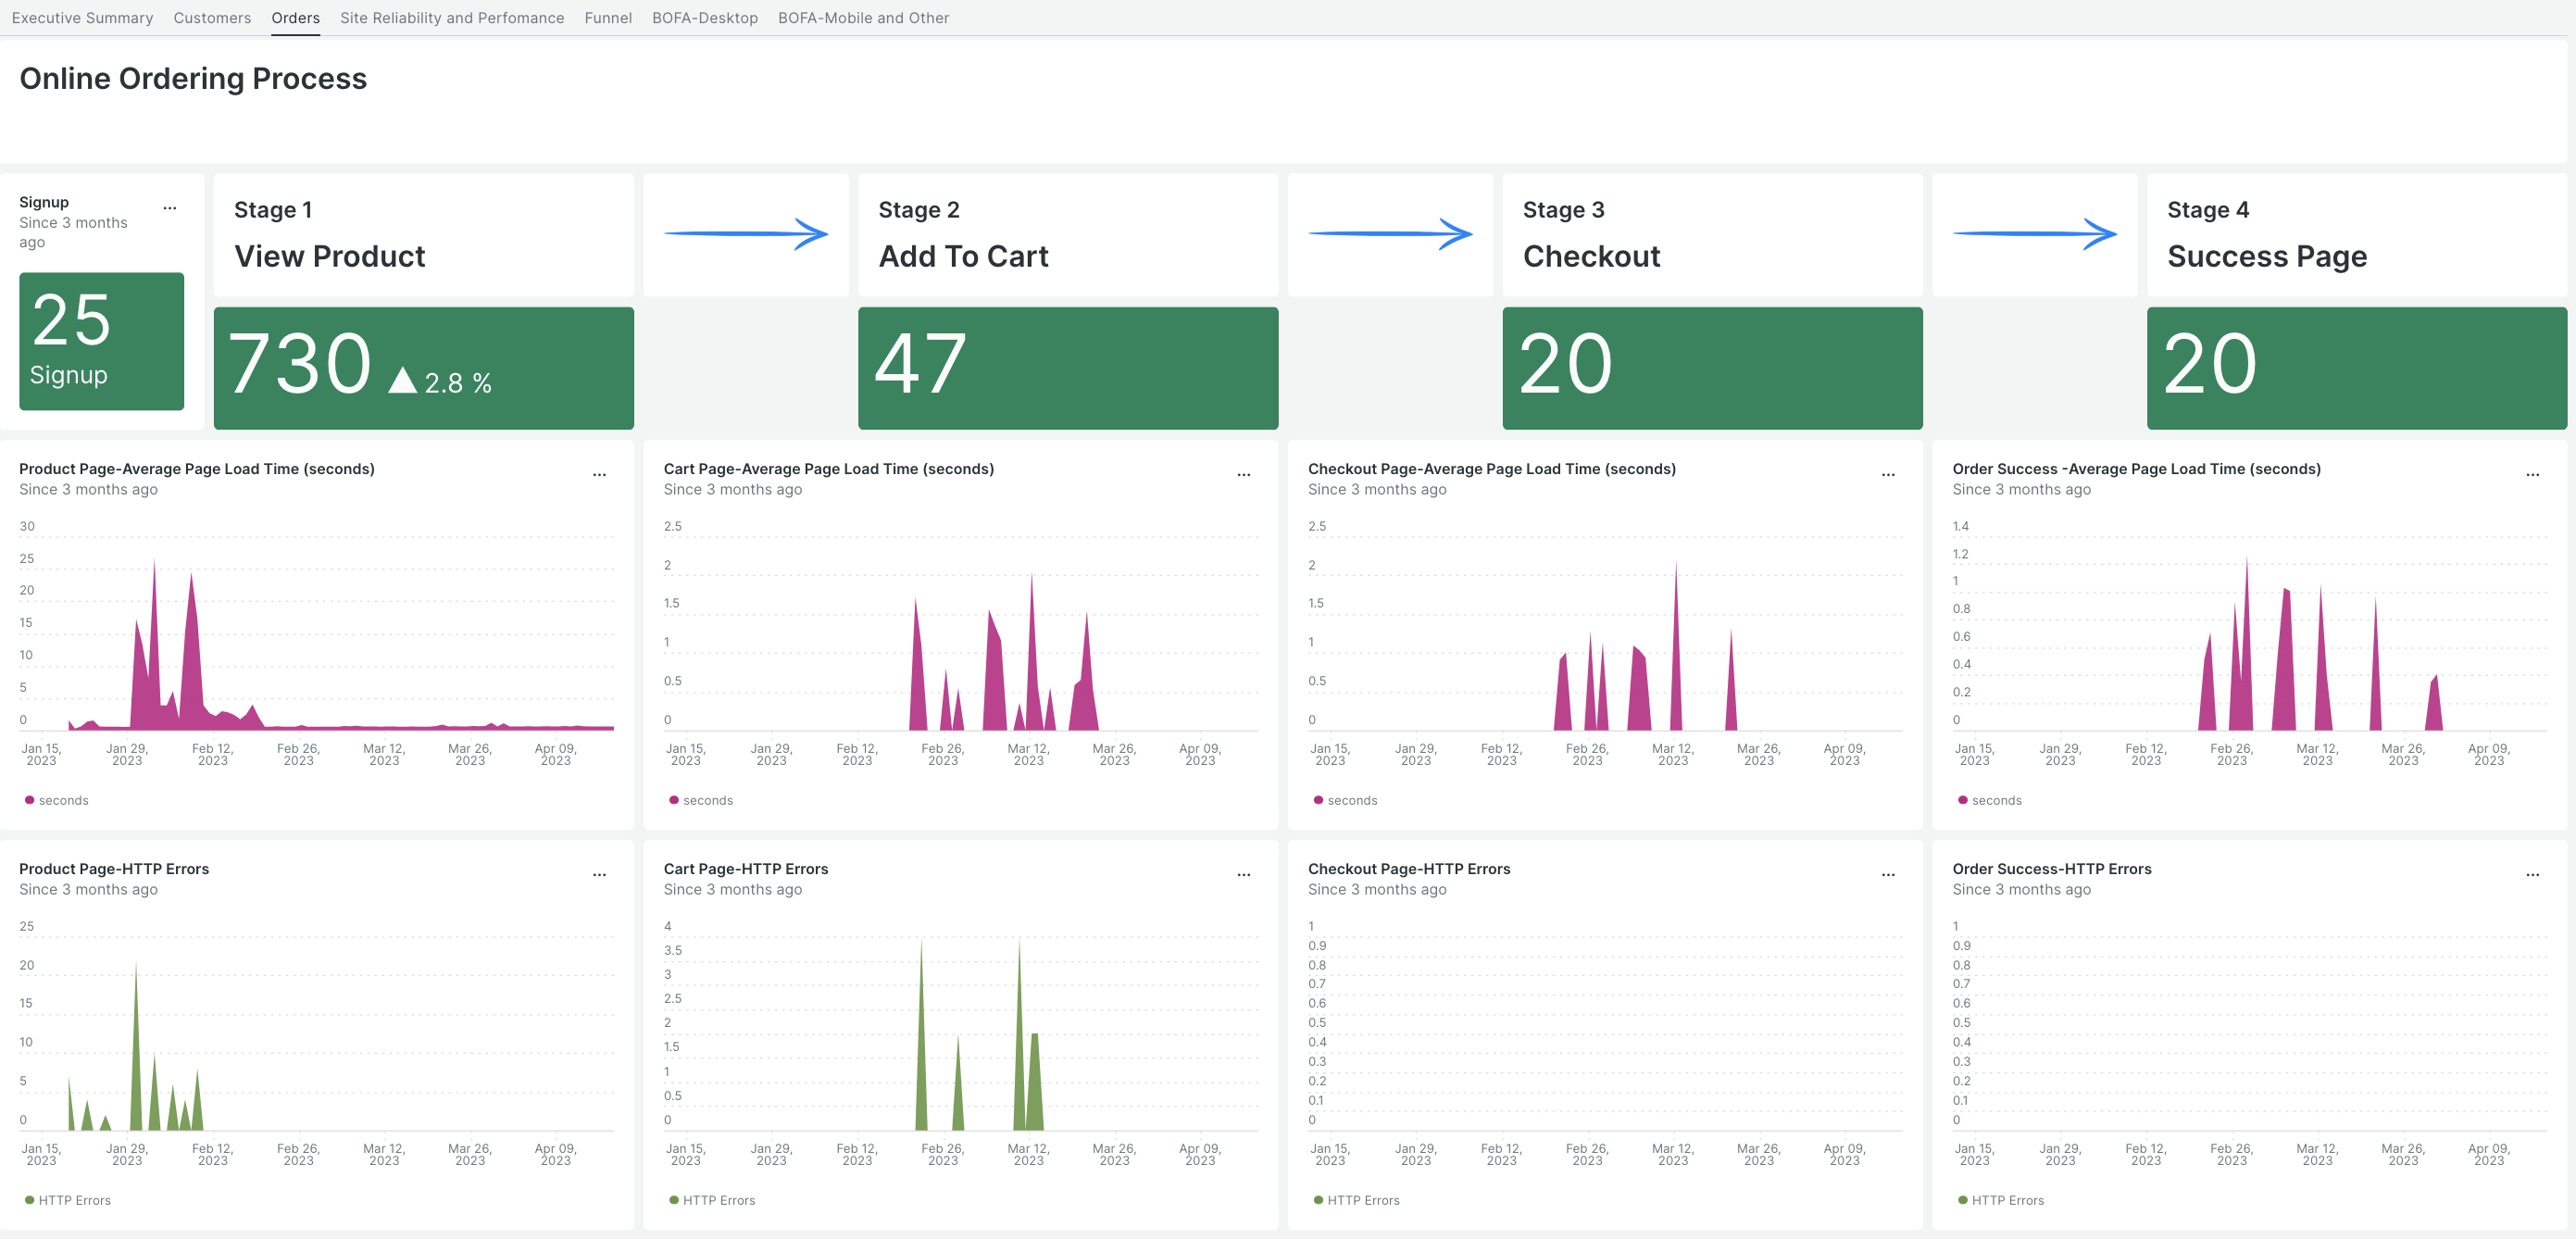 Executive Summary Customers Orders Site Reliability and Perfomance Funnel BOFA-Desktop BOFA-Mobile and Other
Online Ordering Process
Signup
Since 3 months
ago
25
Signup
Stage 1
View Product
730 ▲ 2.8 %
Stage 2
Add To Cart
47
Stage 3
Checkout
20
Stage 4
Success Page
20
Product Page-Average Page Load Time (seconds)
Since 3 months ago
30
25
20
15
10
5
0
Jan 15, Jan 29, Feb 12, Feb 26, Mar 12, Mar 26, Apr 09,
2023 2023 2023 2023 2023 2023 2023
seconds
Cart Page-Average Page Load Time (seconds)
Since 3 months ago
2.5
2
1.5
1
0.5
0
Jan 15, Jan 29, Feb 12, Feb 26, Mar 12, Mar 26, Apr 09,
2023 2023 2023 2023 2023 2023 2023
seconds
Checkout Page-Average Page Load Time (seconds)
Since 3 months ago
2.5
2
1.5
1
0.5
0
Jan 15, Jan 29, Feb 12, Feb 26, Mar 12, Mar 26, Apr 09,
2023 2023 2023 2023 2023 2023 2023
seconds
Order Success -Average Page Load Time (seconds)
Since 3 months ago
1.4
1.2
1
0.8
0.6
0.4
0.2
0
Jan 15, Jan 29, Feb 12, Feb 26, Mar 12, Mar 26, Apr 09,
2023 2023 2023 2023 2023 2023 2023
seconds
Product Page-HTTP Errors
Since 3 months ago
25
20
15
10
5
0
Jan 15, Jan 29, Feb 12, Feb 26, Mar 12, Mar 26, Apr 09,
2023 2023 2023 2023 2023 2023 2023
HTTP Errors
Cart Page-HTTP Errors
Since 3 months ago
4
3.5
3
2.5
2
1.5
1
0.5
0
Jan 15, Jan 29, Feb 12, Feb 26, Mar 12, Mar 26, Apr 09,
2023 2023 2023 2023 2023 2023 2023
HTTP Errors
Checkout Page-HTTP Errors
Since 3 months ago
1
0.9
0.8
0.7
0.6
0.5
0.4
0.3
0.2
0.1
0
Jan 15, Jan 29, Feb 12, Feb 26, Mar 12, Mar 26, Apr 09,
2023 2023 2023 2023 2023 2023 2023
HTTP Errors
Order Success-HTTP Errors
Since 3 months ago
1
0.9
0.8
0.7
0.6
0.5
0.4
0.3
0.2
0.1
0
Jan 15, Jan 29, Feb 12, Feb 26, Mar 12, Mar 26, Apr 09,
2023 2023 2023 2023 2023 2023 2023
HTTP Errors